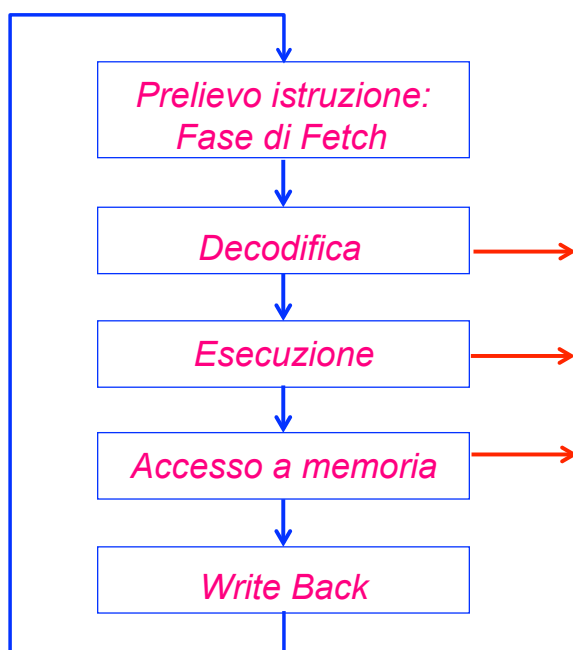 Prelievo istruzione:
Fase di Fetch
Decodifica
Esecuzione
Accesso a memoria
Write Back